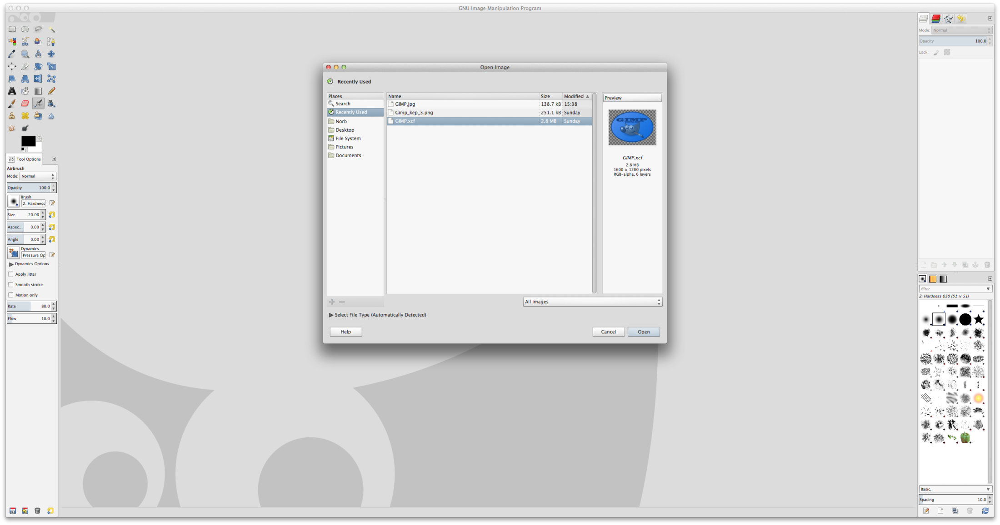 GNU Image Manipulation Program
Tool Options
Airbrush
Mode: Normal
Opacity 100.0
Brush
2. Hardness
Size 20.00
Aspec... 0.00
Angle 0.00
Dynamics
Pressure Op
Dynamics Options
Apply Jitter
Smooth stroke
Motion only
Rate 80.0
Flow 10.0
Open Image
Recently Used
Places
Search
Recently Used
Norb
Desktop
File System
Pictures
Documents
Name Size Modified
GIMP.jpg 138.7 kB 15:38
Gimp_kep_3.png 251.1 kB Sunday
GIMP.xcf 2.8 MB Sunday
Preview
GIMP
GIMP.xcf
2.8 MB
1600 × 1200 pixels
RGB-alpha, 6 layers
All images
Select File Type (Automatically Detected)
Help Cancel Open
Mode: Normal
Opacity 100.0
Lock:
filter
2. Hardness 050 (51 × 51)
Basic,
Spacing 10.0